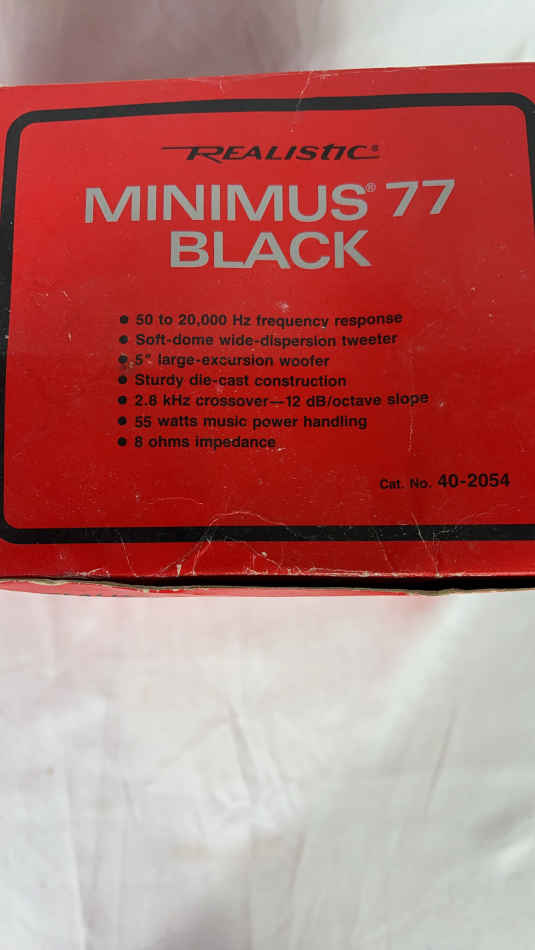 REALISTIC®
MINIMUS® 77
BLACK
• 50 to 20,000 Hz frequency response
• Soft-dome wide-dispersion tweeter
• 5" large-excursion woofer
• Sturdy die-cast construction
• 2.8 kHz crossover—12 dB/octave slope
• 55 watts music power handling
• 8 ohms impedance
Cat. No. 40-2054